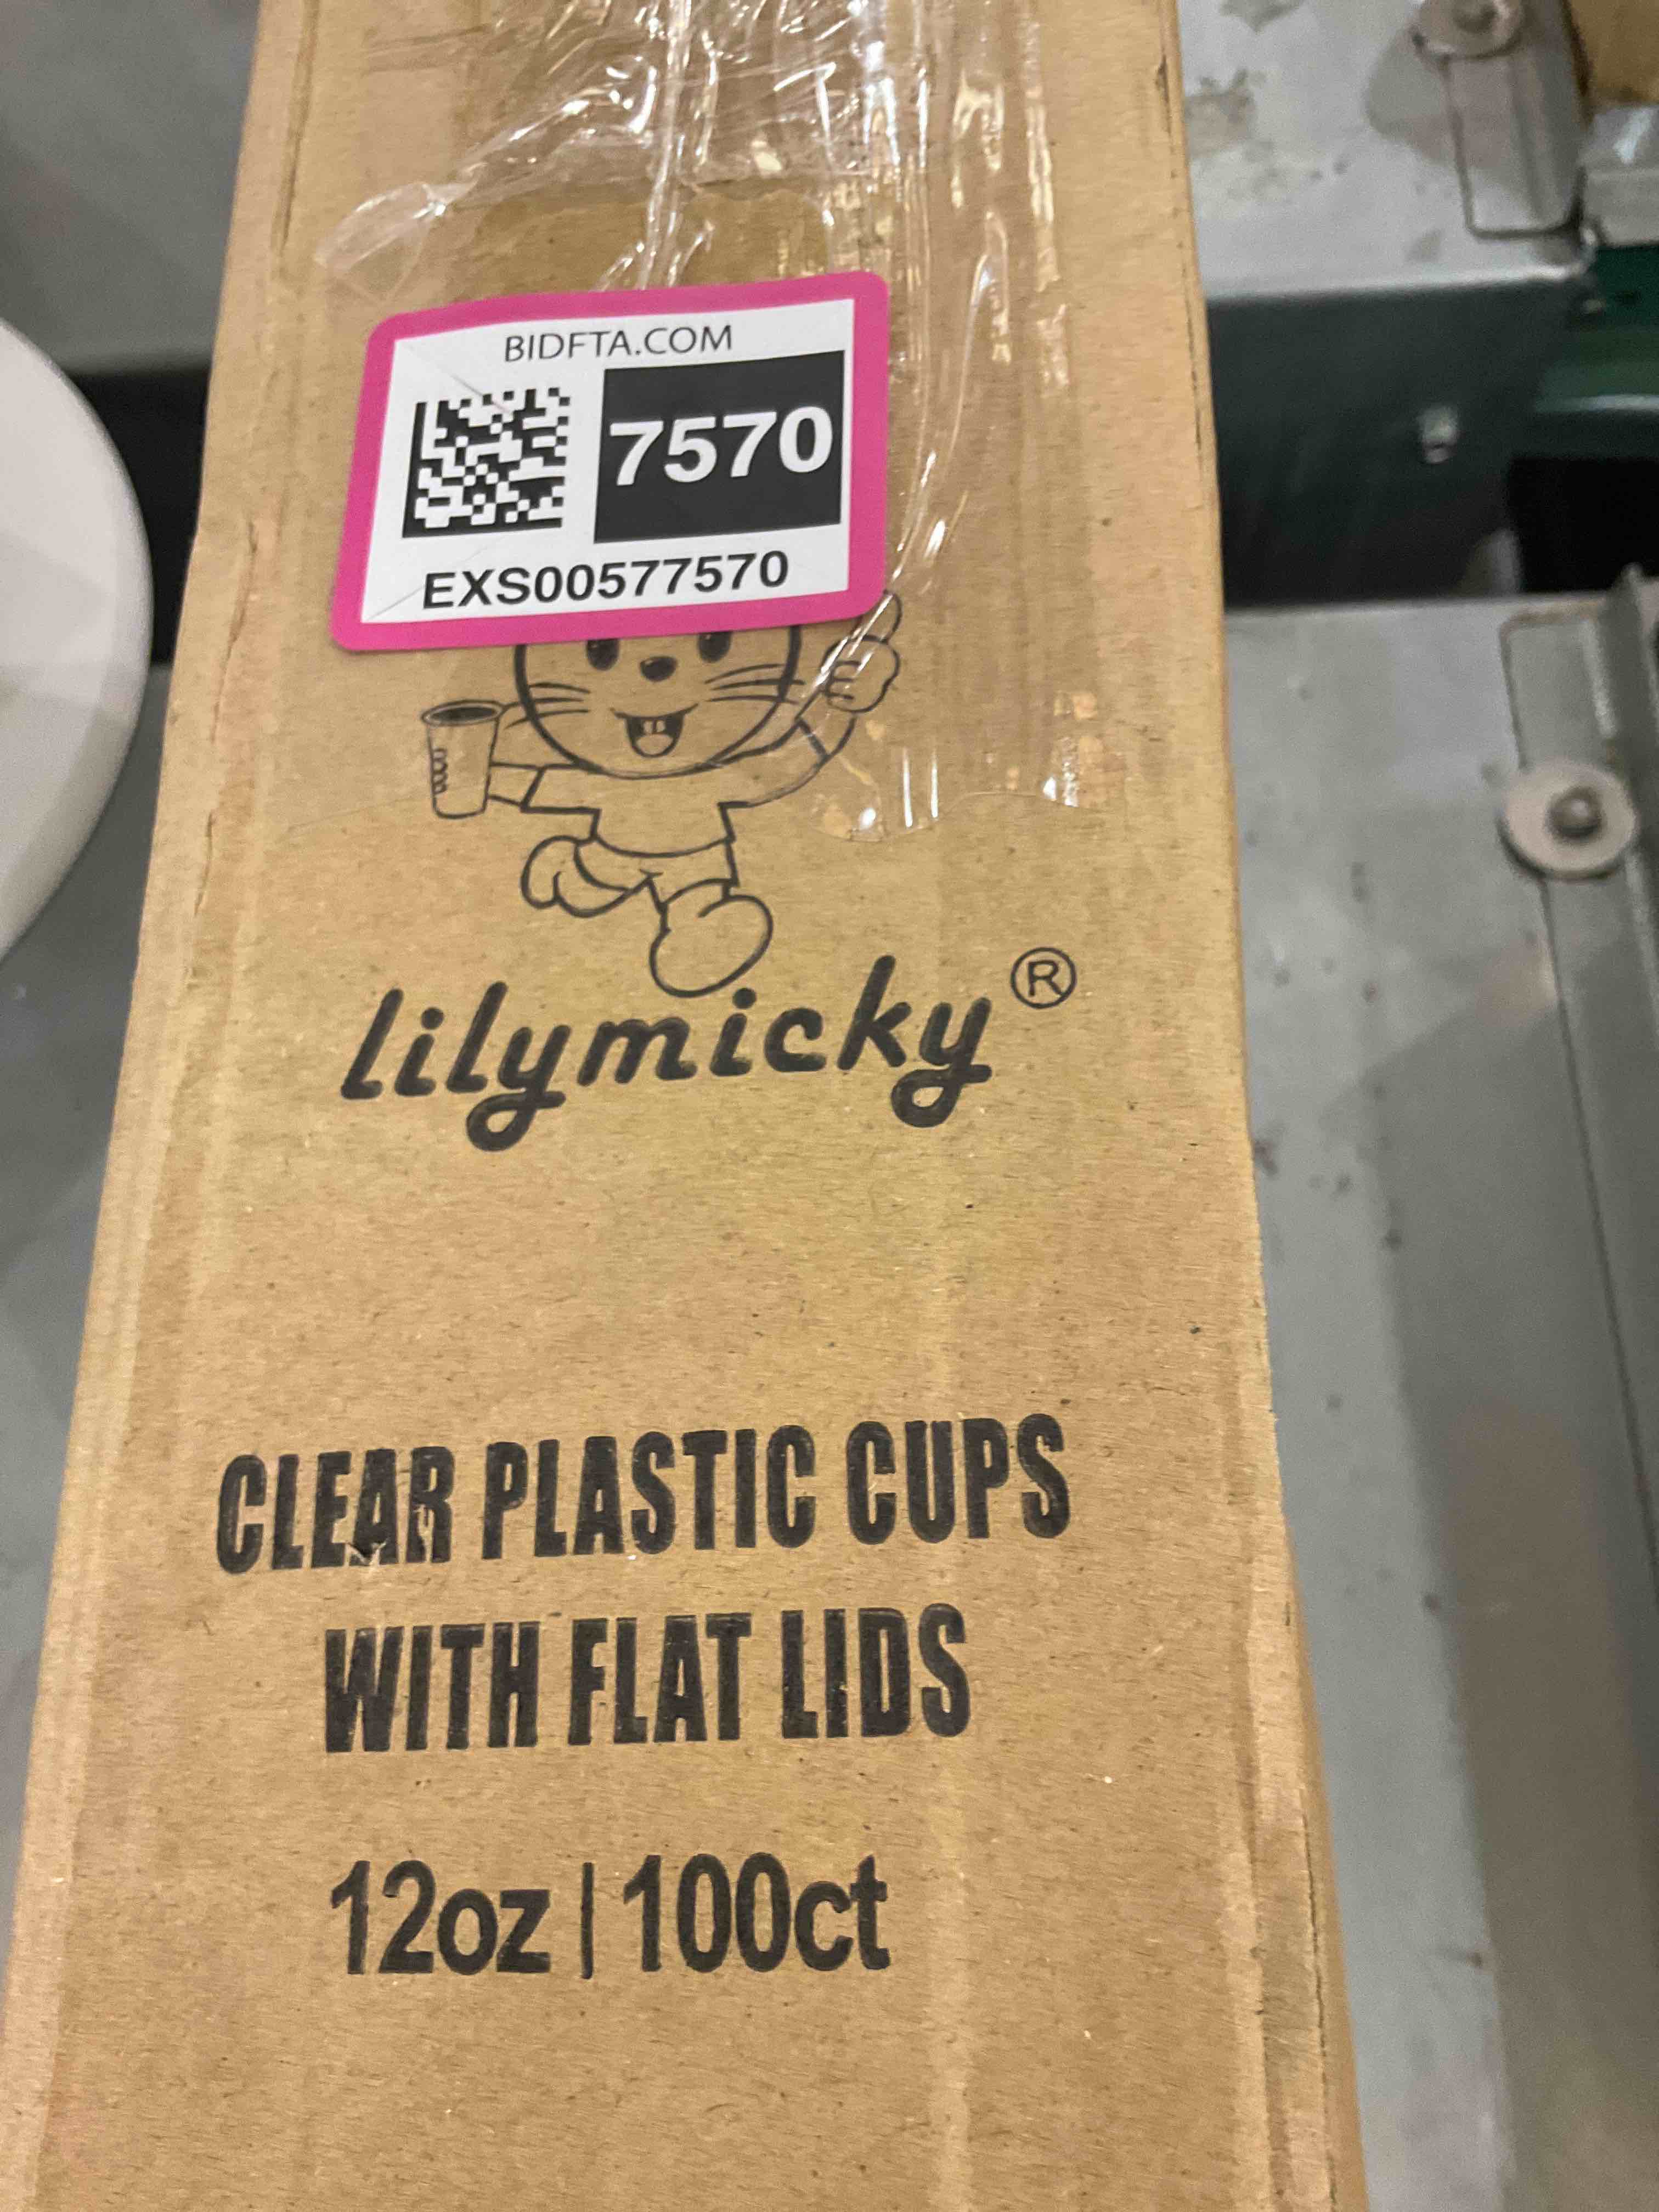 BIDFTA.COM
7570
EXS00577570
lilymicky®
CLEAR PLASTIC CUPS
WITH FLAT LIDS
12oz | 100ct